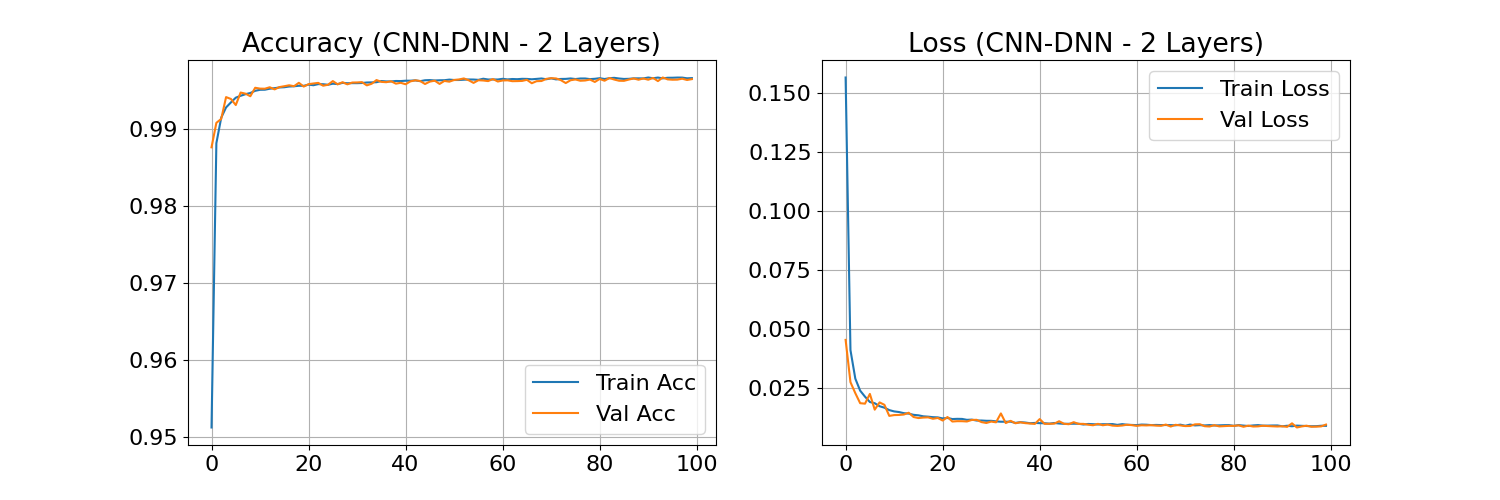 Accuracy (CNN-DNN - 2 Layers)
0.99
0.98
0.97
0.96
0.95
0 20 40 60 80 100
Train Acc
Val Acc
Loss (CNN-DNN - 2 Layers)
0.150
0.125
0.100
0.075
0.050
0.025
0 20 40 60 80 100
Train Loss
Val Loss